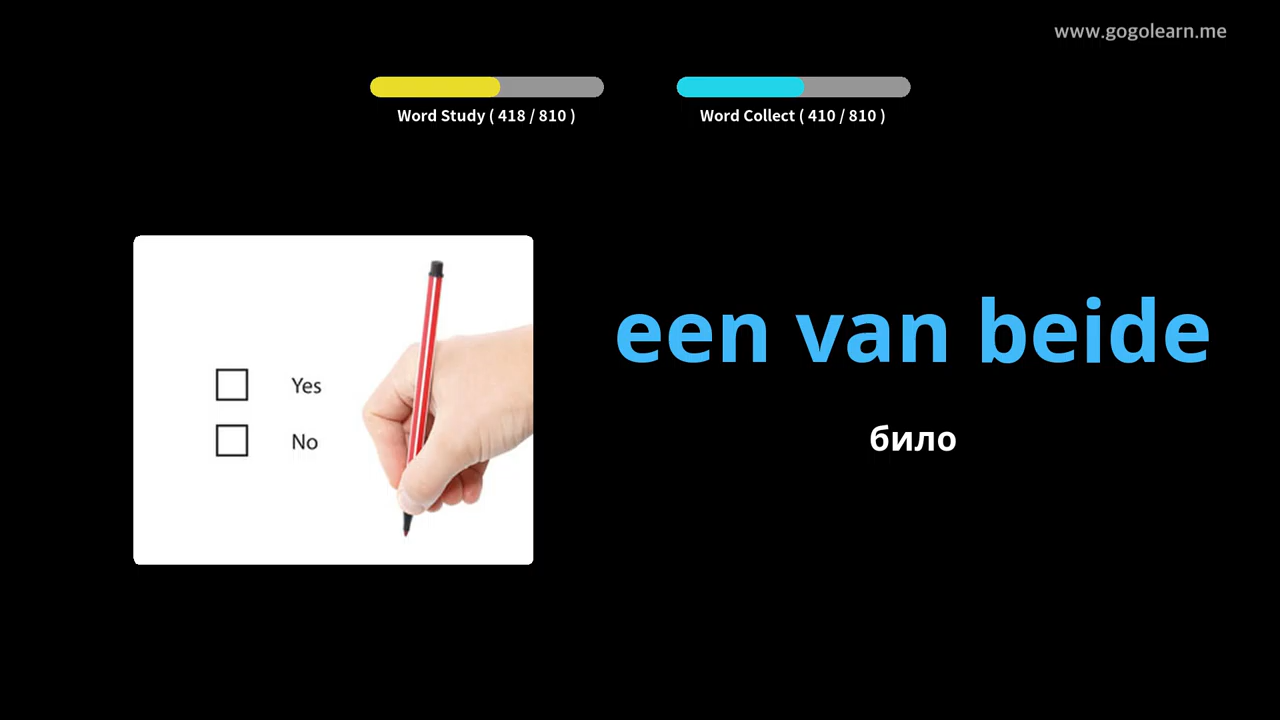 www.gogolearn.me
Word Study ( 418 / 810 )
Word Collect ( 410 / 810 )
een van beide
било
Yes
No